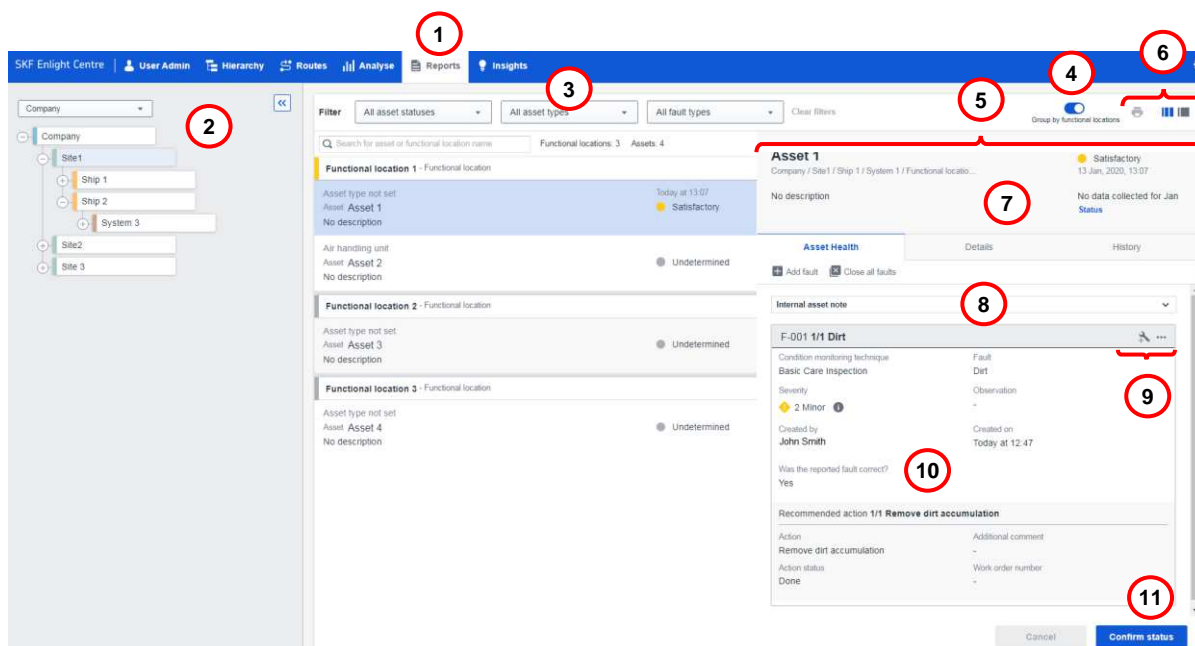 1
6
SKF Enlight Centre | User Admin Hierarchy Routes Analyse Reports Insights
2
3
4
5
Company
Filter All asset statuses All asset types All fault types Clear filters
Group by functional locations
Company
Site1
Ship 1
Ship 2
System 3
Site2
Site 3
Search for asset or functional location name Functional locations: 3 Assets: 4
Functional location 1 - Functional location
Asset type not set Today at 13:07
Asset Asset 1 Satisfactory
No description
Air handling unit
Asset Asset 2 Undetermined
No description
Functional location 2 - Functional location
Asset type not set
Asset Asset 3 Undetermined
No description
Functional location 3 - Functional location
Asset type not set
Asset Asset 4 Undetermined
No description
Asset 1 Satisfactory
Company / Site1 / Ship 1 / System 1 / Functional locatio... 13 Jan, 2020, 13:07
No description 7 No data collected for Jan
Status
Asset Health Details History
Add fault Close all faults
Internal asset note 8
F-001 1/1 Dirt
9
Condition monitoring technique Fault
Basic Care Inspection Dirt
Severity Observation
2 Minor -
Created by Created on
John Smith Today at 12:47
Was the reported fault correct? 10
Yes
Recommended action 1/1 Remove dirt accumulation
Action Additional comment
Remove dirt accumulation -
Action status Work order number
Done -
11
Cancel Confirm status